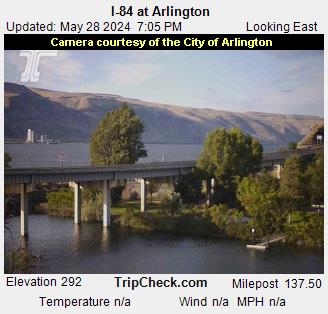 I-84 at Arlington
Updated: May 28 2024 7:05 PM Looking East
Camera courtesy of the City of Arlington
Elevation 292 TripCheck.com Milepost 137.50
Temperature n/a Wind n/a MPH n/a